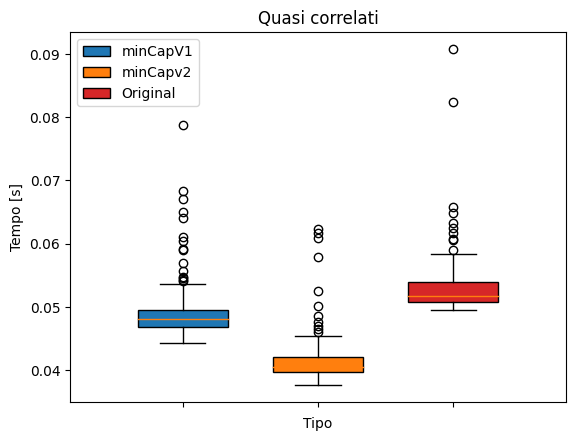 Quasi correlati
minCapV1
minCapv2
Original
0.09
0.08
0.07
0.06
0.05
0.04
Tempo [s]
Tipo